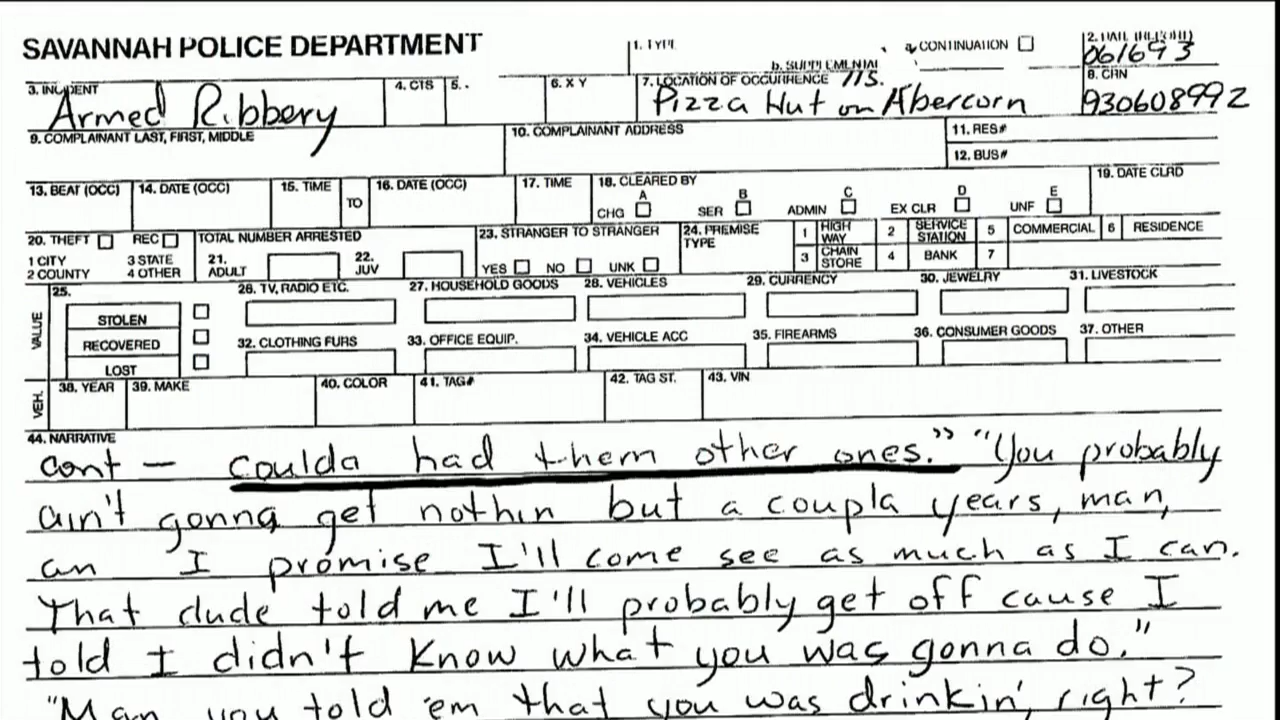 SAVANNAH POLICE DEPARTMENT
1. TYPE
b. SUPPLEMENTAL
a. CONTINUATION
2. DATE (REPORT)
061693
3. INCIDENT
Armed Ribbery
4. CTS
5.
6. X Y
7. LOCATION OF OCCURRENCE 115.
Pizza Hut on Abercorn
8. CRN
930608992
9. COMPLAINANT LAST, FIRST, MIDDLE
10. COMPLAINANT ADDRESS
11. RES#
12. BUS#
13. BEAT (OCC)
14. DATE (OCC)
15. TIME
TO
16. DATE (OCC)
17. TIME
18. CLEARED BY
A CHG
B SER
C ADMIN
D EX CLR
E UNF
19. DATE CLRD
20. THEFT
REC
1 CITY
3 STATE
2 COUNTY
4 OTHER
TOTAL NUMBER ARRESTED
21. ADULT
22. JUV
23. STRANGER TO STRANGER
YES
NO
UNK
24. PREMISE TYPE
1 HIGH WAY
2 SERVICE STATION
5 COMMERCIAL
6 RESIDENCE
3 CHAIN STORE
4 BANK
7
VALUE
25.
STOLEN
RECOVERED
LOST
26. TV, RADIO ETC.
27. HOUSEHOLD GOODS
28. VEHICLES
29. CURRENCY
30. JEWELRY
31. LIVESTOCK
32. CLOTHING FURS
33. OFFICE EQUIP.
34. VEHICLE ACC
35. FIREARMS
36. CONSUMER GOODS
37. OTHER
VEH.
38. YEAR
39. MAKE
40. COLOR
41. TAG#
42. TAG ST.
43. VIN
44. NARRATIVE
cont — coulda had them other ones." "You probably
ain't gonna get nothin but a coupla years, man,
an I promise I'll come see as much as I can.
That dude told me I'll probably get off cause I
told I didn't know what you was gonna do."
"Man you told 'em that you was drinkin', right?